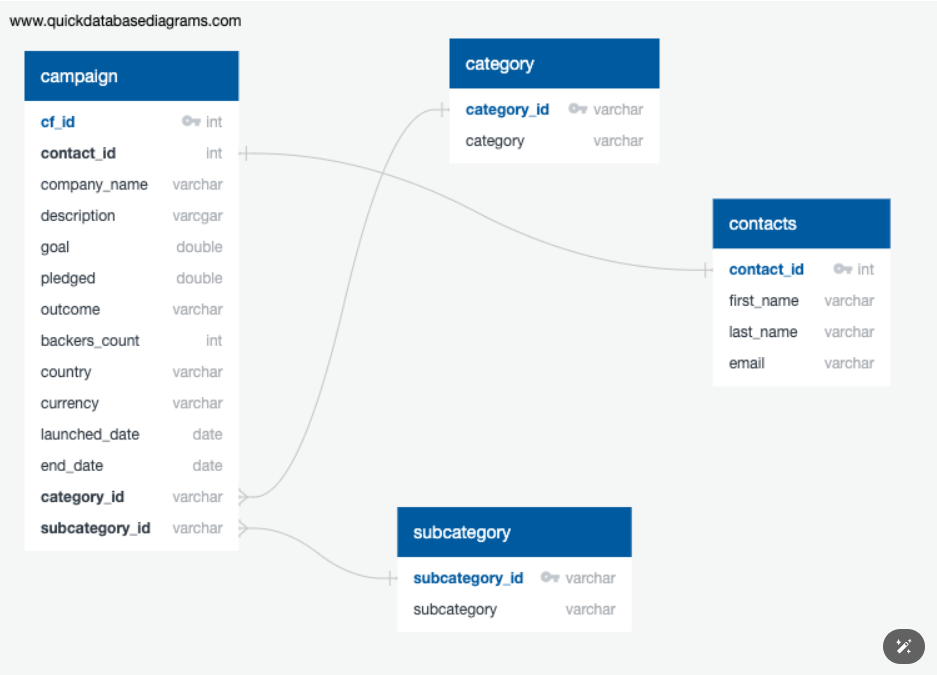 www.quickdatabasediagrams.com
campaign
cf_id int
contact_id int
company_name varchar
description varcgar
goal double
pledged double
outcome varchar
backers_count int
country varchar
currency varchar
launched_date date
end_date date
category_id varchar
subcategory_id varchar
category
category_id varchar
category varchar
contacts
contact_id int
first_name varchar
last_name varchar
email varchar
subcategory
subcategory_id varchar
subcategory varchar